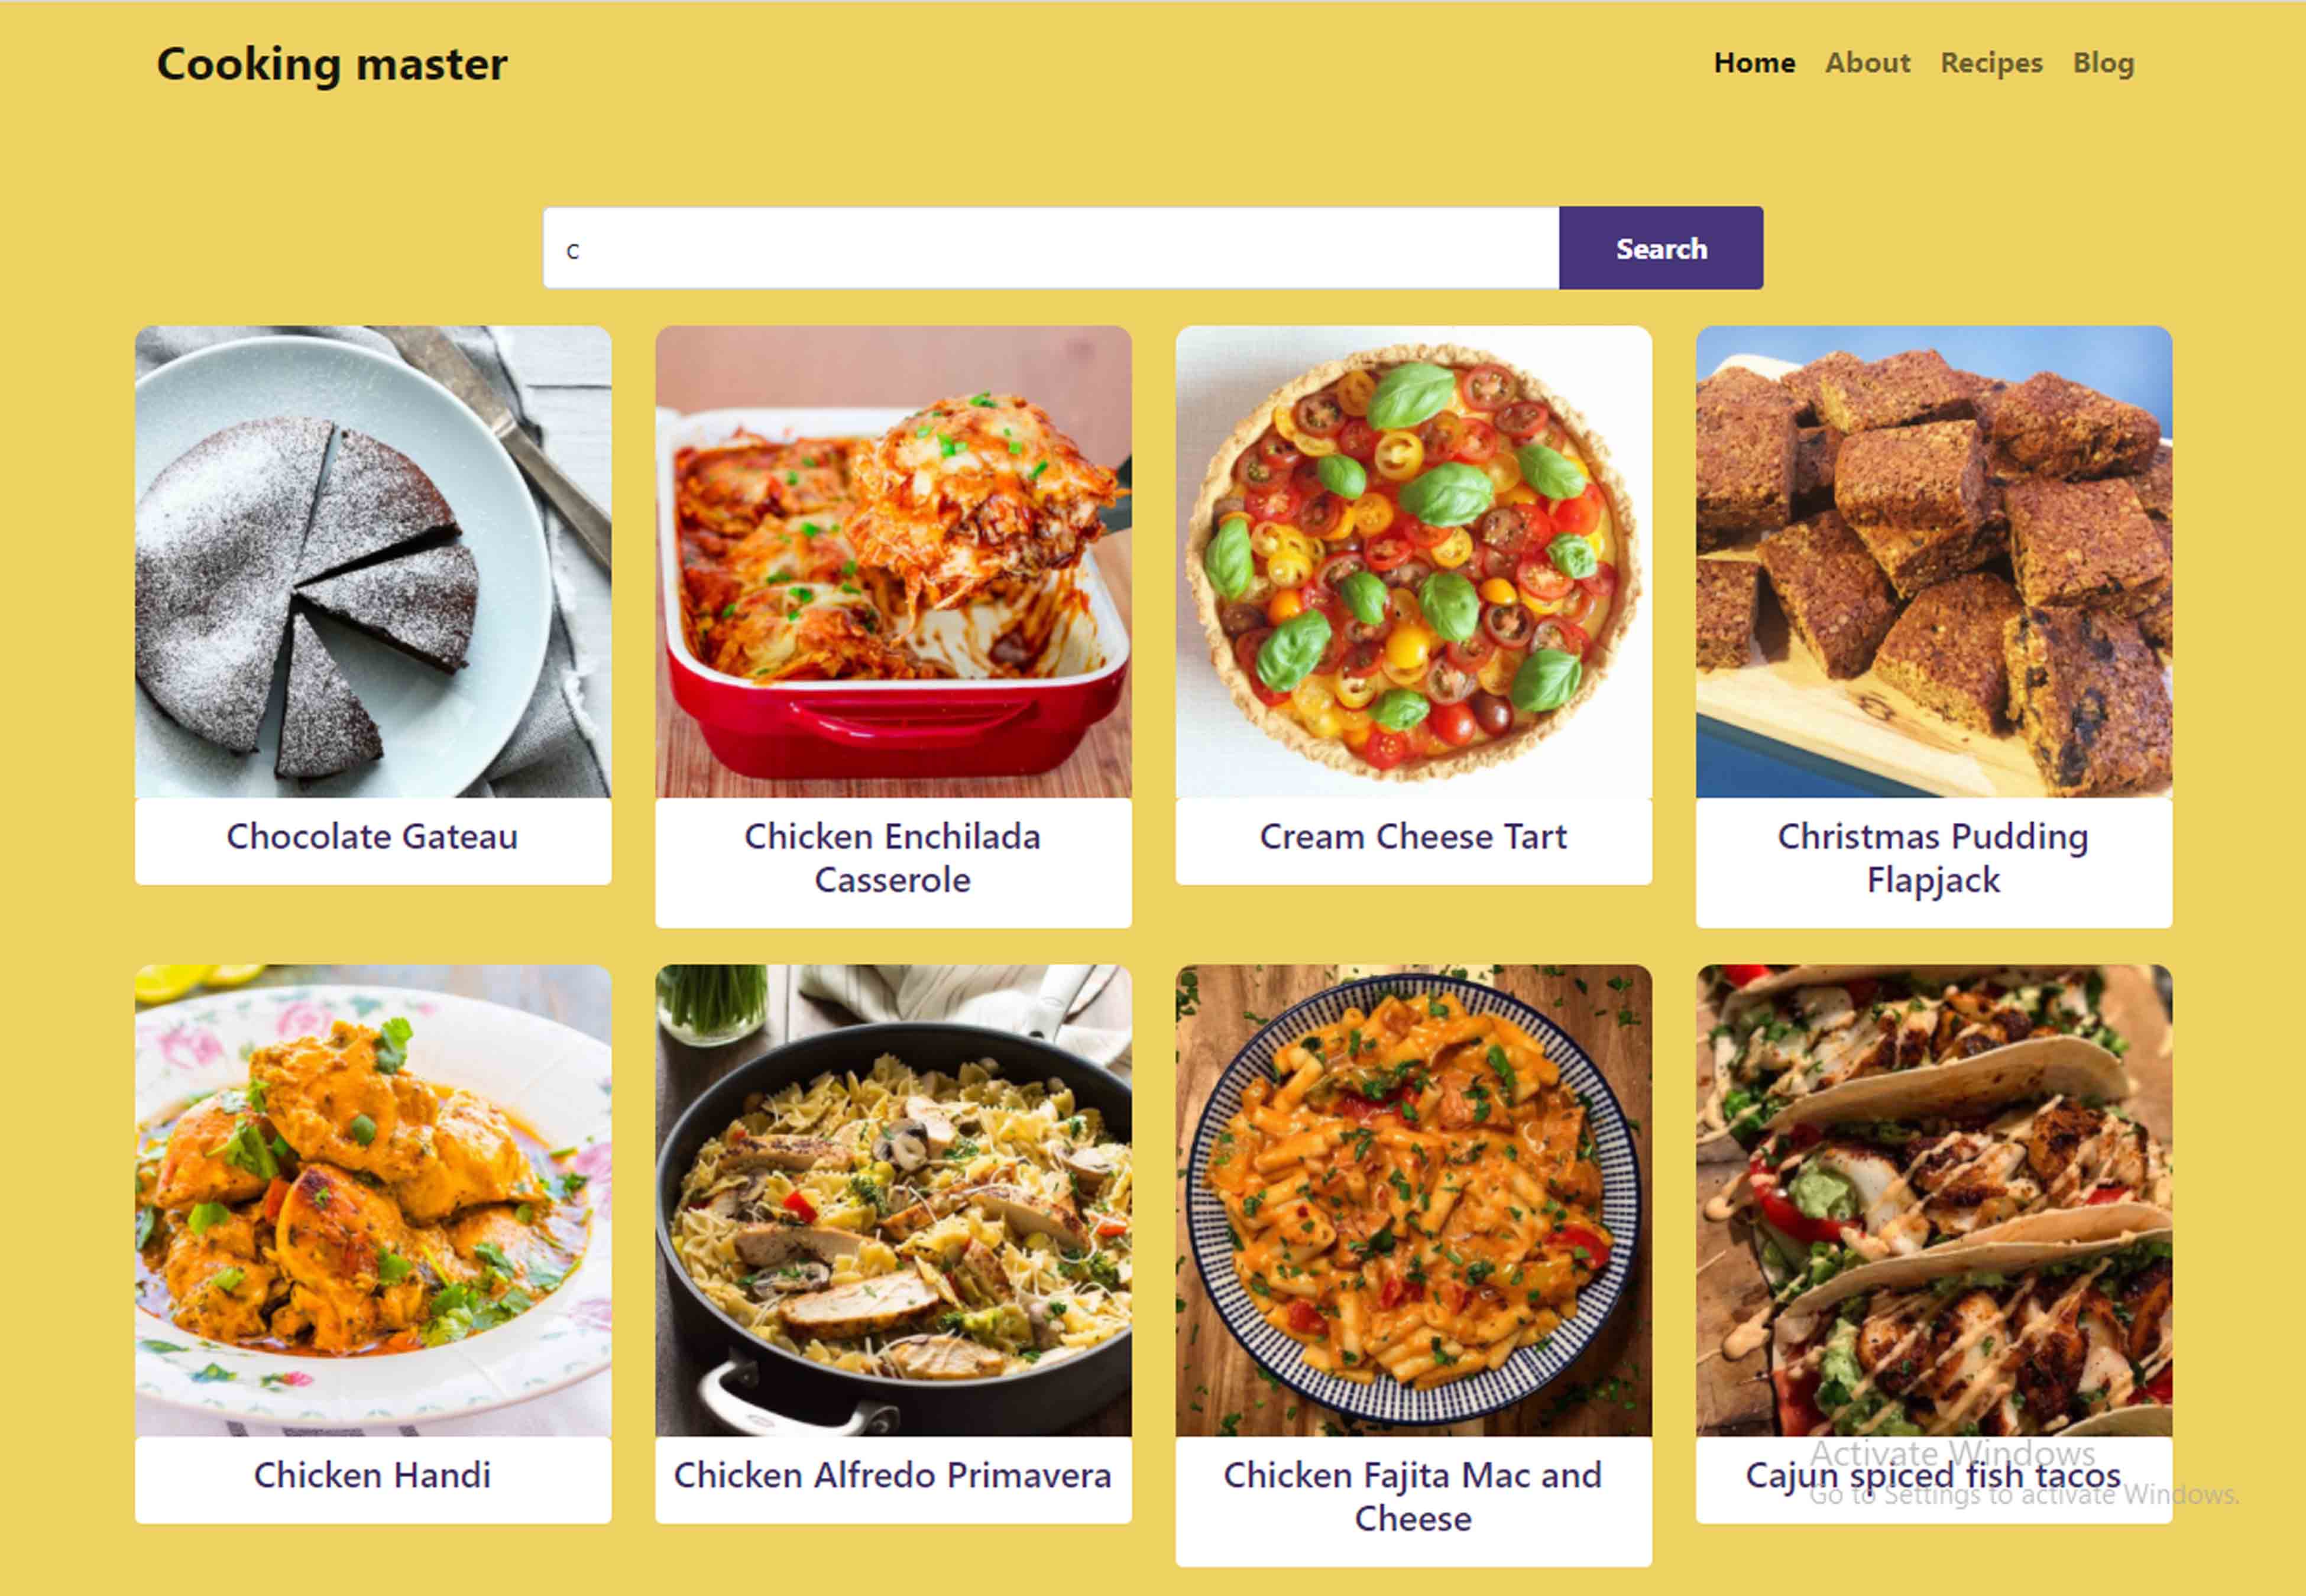 Cooking master
Home About Recipes Blog
c
Search
Chocolate Gateau
Chicken Enchilada
Casserole
Cream Cheese Tart
Christmas Pudding
Flapjack
Chicken Handi
Chicken Alfredo Primavera
Chicken Fajita Mac and
Cheese
Cajun spiced fish tacos
Activate Windows
Go to Settings to activate Windows.